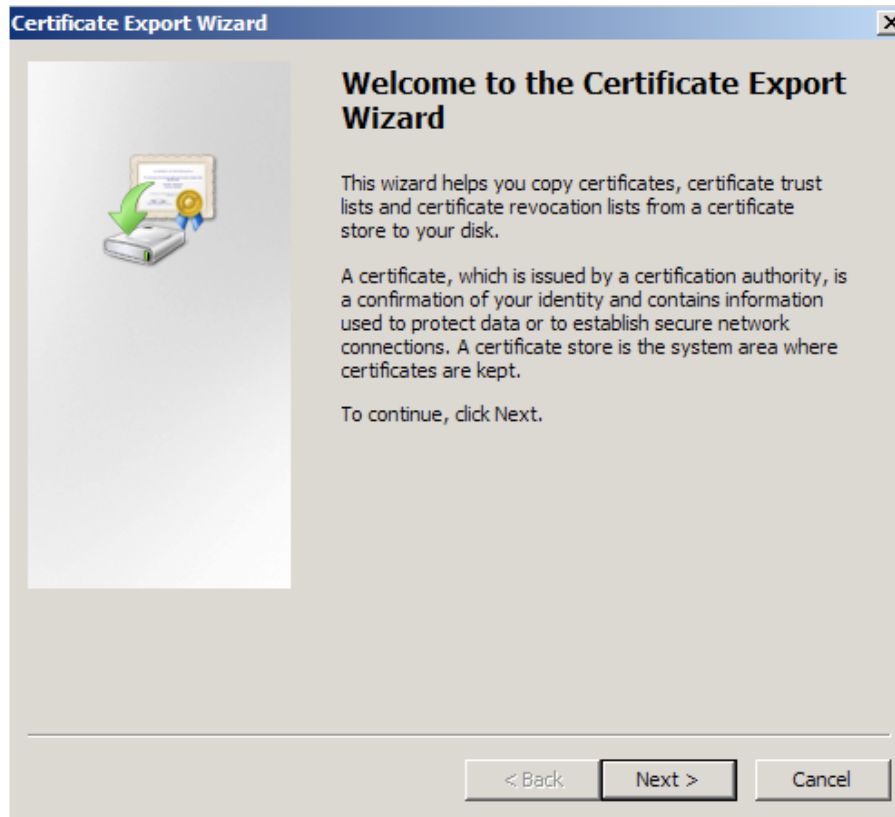 Certificate Export Wizard
Welcome to the Certificate Export
Wizard
This wizard helps you copy certificates, certificate trust
lists and certificate revocation lists from a certificate
store to your disk.
A certificate, which is issued by a certification authority, is
a confirmation of your identity and contains information
used to protect data or to establish secure network
connections. A certificate store is the system area where
certificates are kept.
To continue, click Next.
< Back
Next >
Cancel